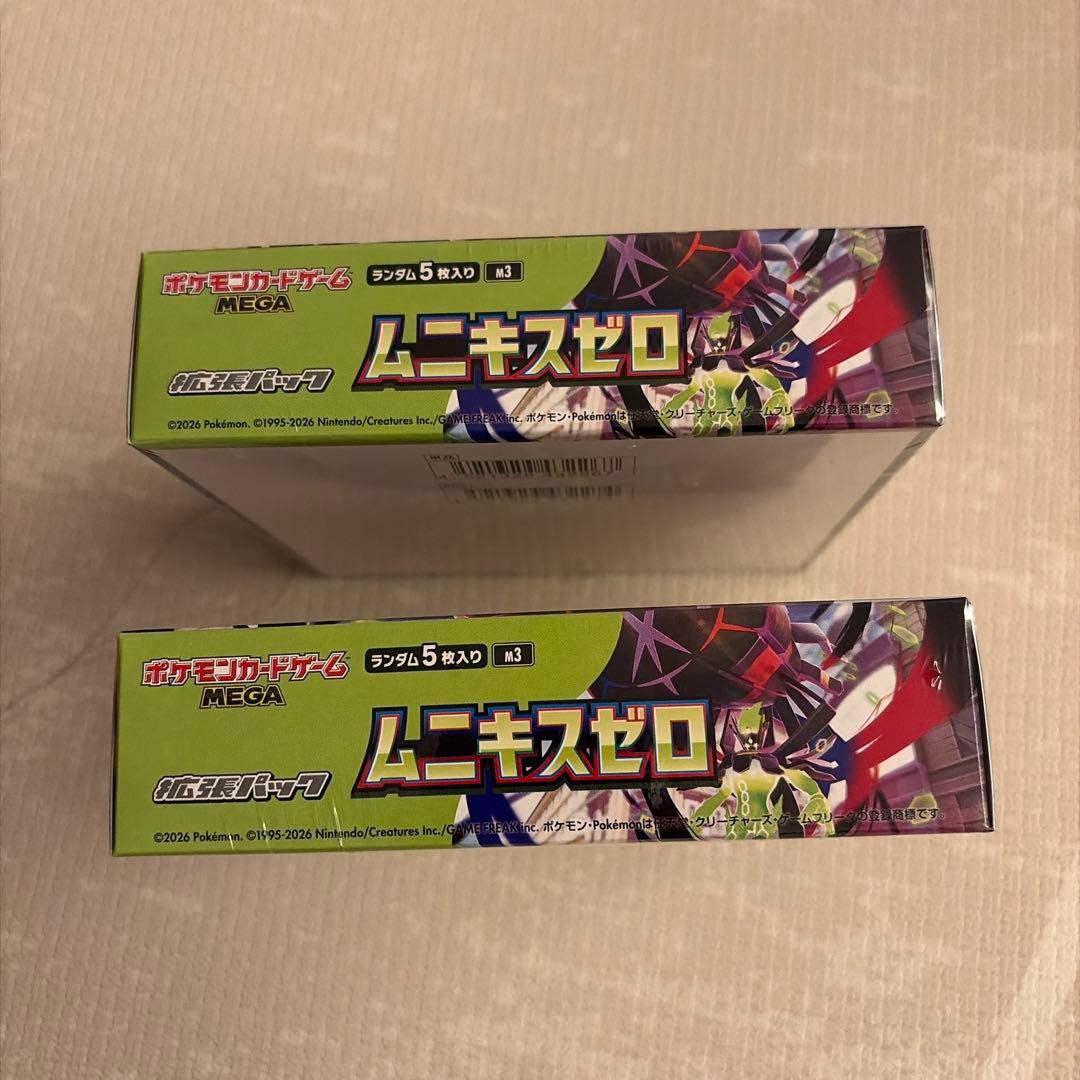 ポケモンカードゲーム
MEGA
ランダム5枚入り M3
ムニキスゼロ
拡張パック
©2026 Pokémon. ©1995-2026 Nintendo/Creatures Inc./GAME FREAK inc. ポケモン・Pokémonは任天堂・クリーチャーズ・ゲームフリークの登録商標です。
ポケモンカードゲーム
MEGA
ランダム5枚入り M3
ムニキスゼロ
拡張パック
©2026 Pokémon. ©1995-2026 Nintendo/Creatures Inc./GAME FREAK inc. ポケモン・Pokémonは任天堂・クリーチャーズ・ゲームフリークの登録商標です。